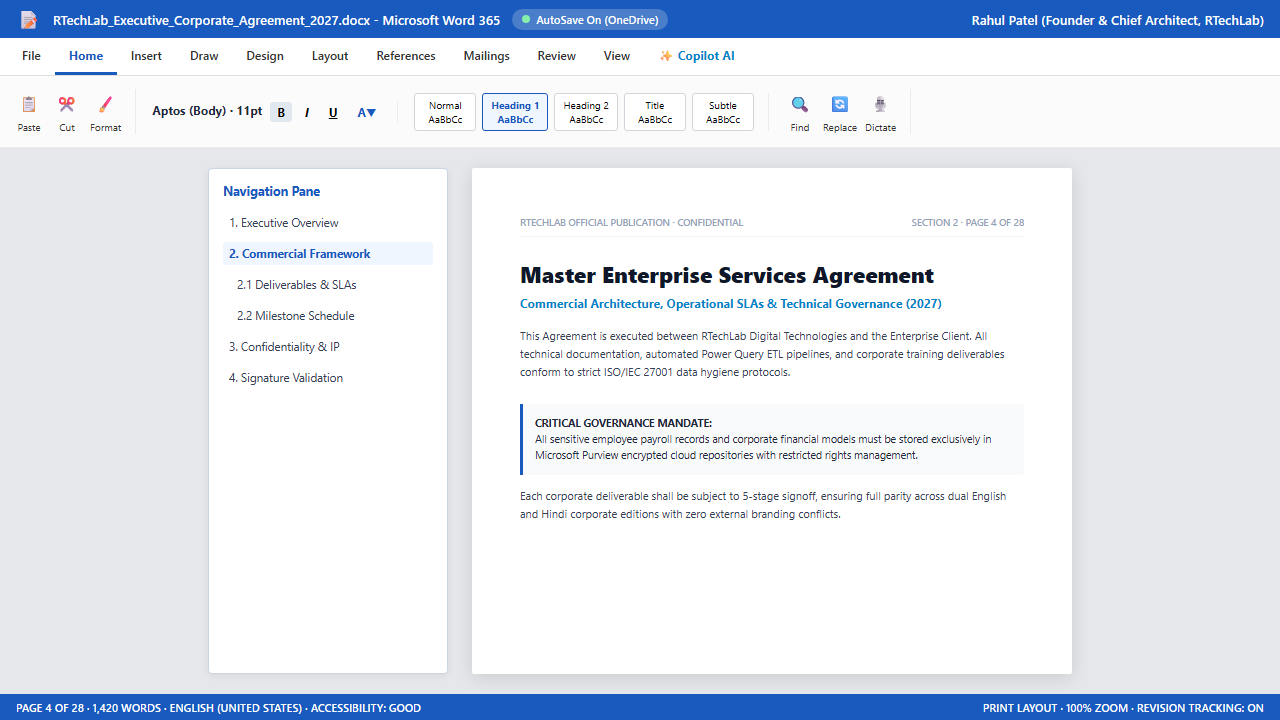 RTechLab_Executive_Corporate_Agreement_2027.docx - Microsoft Word 365
AutoSave On (OneDrive)
Rahul Patel (Founder & Chief Architect, RTechLab)
File Home Insert Draw Design Layout References Mailings Review View ✨ Copilot AI
Paste Cut Format
Aptos (Body) · 11pt B I U A▼
Normal AaBbCc
Heading 1 AaBbCc
Heading 2 AaBbCc
Title AaBbCc
Subtle AaBbCc
Find Replace Dictate
Navigation Pane
1. Executive Overview
2. Commercial Framework
2.1 Deliverables & SLAs
2.2 Milestone Schedule
3. Confidentiality & IP
4. Signature Validation
RTECHLAB OFFICIAL PUBLICATION · CONFIDENTIAL
SECTION 2 · PAGE 4 OF 28
Master Enterprise Services Agreement
Commercial Architecture, Operational SLAs & Technical Governance (2027)
This Agreement is executed between RTechLab Digital Technologies and the Enterprise Client. All
technical documentation, automated Power Query ETL pipelines, and corporate training deliverables
conform to strict ISO/IEC 27001 data hygiene protocols.
CRITICAL GOVERNANCE MANDATE:
All sensitive employee payroll records and corporate financial models must be stored exclusively in
Microsoft Purview encrypted cloud repositories with restricted rights management.
Each corporate deliverable shall be subject to 5-stage signoff, ensuring full parity across dual English
and Hindi corporate editions with zero external branding conflicts.
PAGE 4 OF 28 · 1,420 WORDS · ENGLISH (UNITED STATES) · ACCESSIBILITY: GOOD
PRINT LAYOUT · 100% ZOOM · REVISION TRACKING: ON